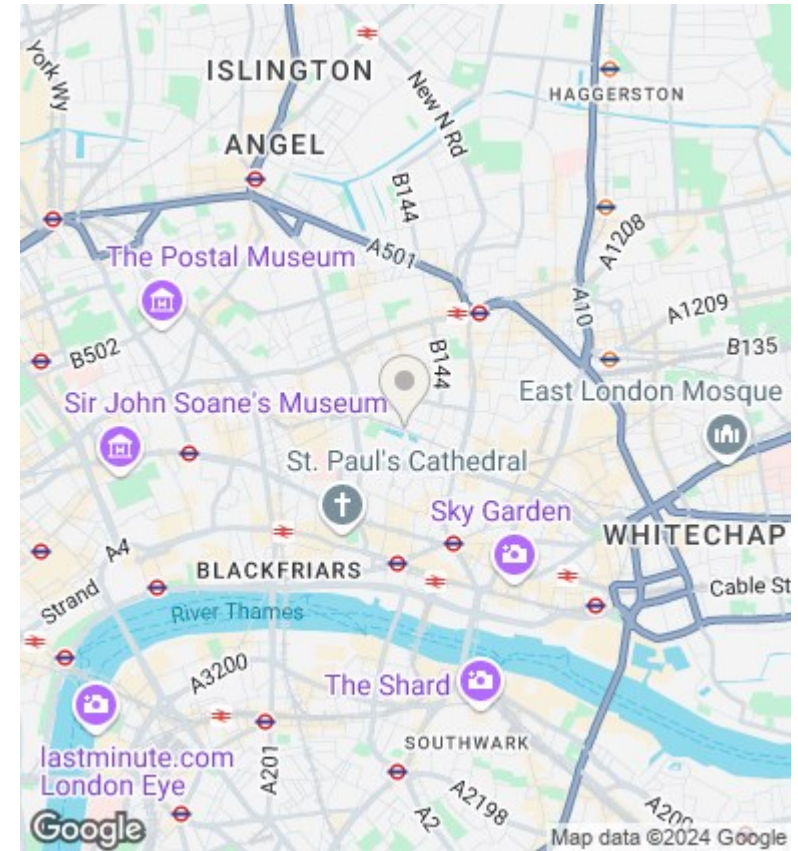 York Wy
ISLINGTON
New N Rd
HAGGERSTON
ANGEL
B144
A501
A1208
The Postal Museum
A10
A1209
B502
B144
B135
East London Mosque
Sir John Soane's Museum
St. Paul's Cathedral
Sky Garden
WHITECHAP
A4
BLACKFRIARS
Cable St
Strand
River Thames
A3200
The Shard
lastminute.com
London Eye
A201
SOUTHWARK
A2198
A2
A200
Google
Map data ©2024 Google